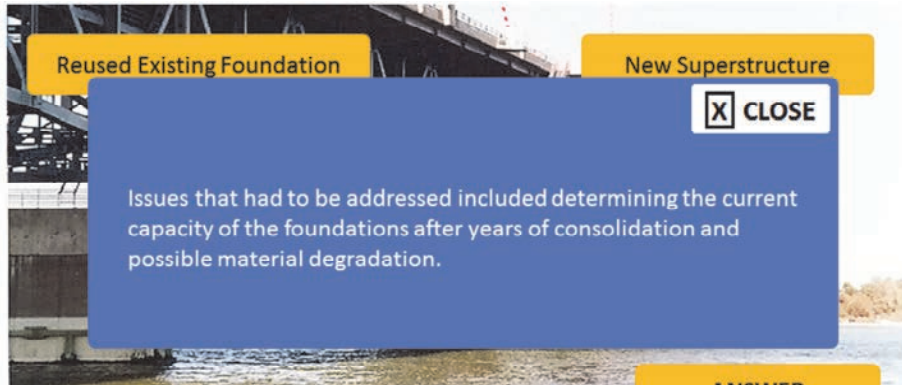 Reused Existing Foundation
New Superstructure
X CLOSE
Issues that had to be addressed included determining the current
capacity of the foundations after years of consolidation and
possible material degradation.
ANSWER